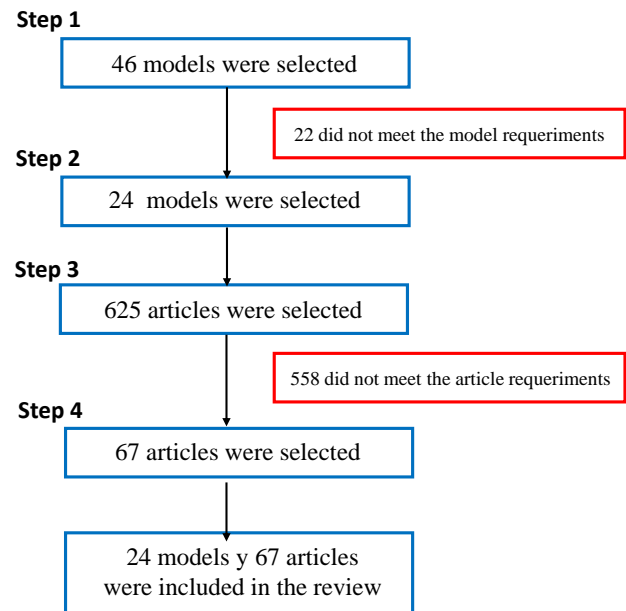 Step 1
46 models were selected
22 did not meet the model requeriments
Step 2
24 models were selected
Step 3
625 articles were selected
558 did not meet the article requeriments
Step 4
67 articles were selected
24 models y 67 articles
were included in the review